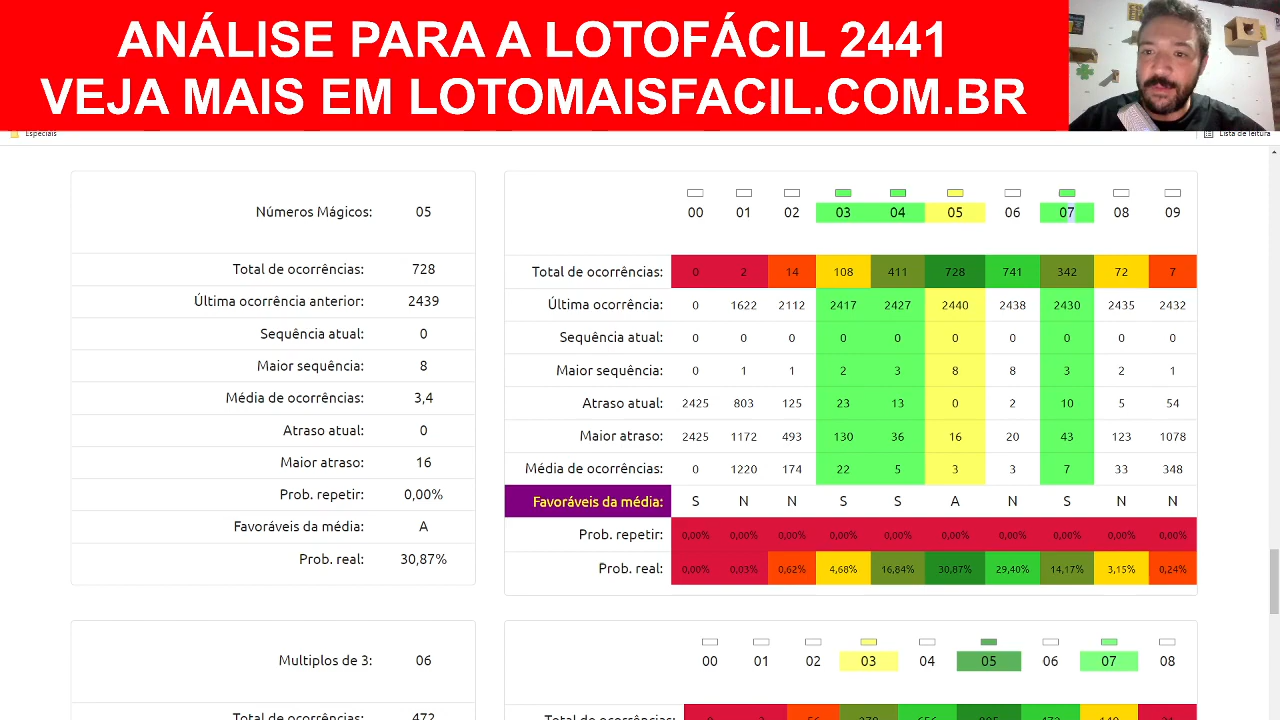 ANÁLISE PARA A LOTOFÁCIL 2441
VEJA MAIS EM LOTOMAISFACIL.COM.BR
Especiais
Lista de leitura
Números Mágicos: 05
Total de ocorrências: 728
Última ocorrência anterior: 2439
Sequência atual: 0
Maior sequência: 8
Média de ocorrências: 3,4
Atraso atual: 0
Maior atraso: 16
Prob. repetir: 0,00%
Favoráveis da média: A
Prob. real: 30,87%
00 01 02 03 04 05 06 07 08 09
Total de ocorrências: 0 2 14 108 411 728 741 342 72 7
Última ocorrência: 0 1622 2112 2417 2427 2440 2438 2430 2435 2432
Sequência atual: 0 0 0 0 0 0 0 0 0 0
Maior sequência: 0 1 1 2 3 8 8 3 2 1
Atraso atual: 2425 803 125 23 13 0 2 10 5 54
Maior atraso: 2425 1172 493 130 36 16 20 43 123 1078
Média de ocorrências: 0 1220 174 22 5 3 3 7 33 348
Favoráveis da média: S N N S S A N S N N
Prob. repetir: 0,00% 0,00% 0,00% 0,00% 0,00% 0,00% 0,00% 0,00% 0,00% 0,00%
Prob. real: 0,00% 0,03% 0,62% 4,68% 16,84% 30,87% 29,40% 14,17% 3,15% 0,24%
Multiplos de 3: 06
Total de ocorrências: 472
00 01 02 03 04 05 06 07 08
Total de ocorrências: